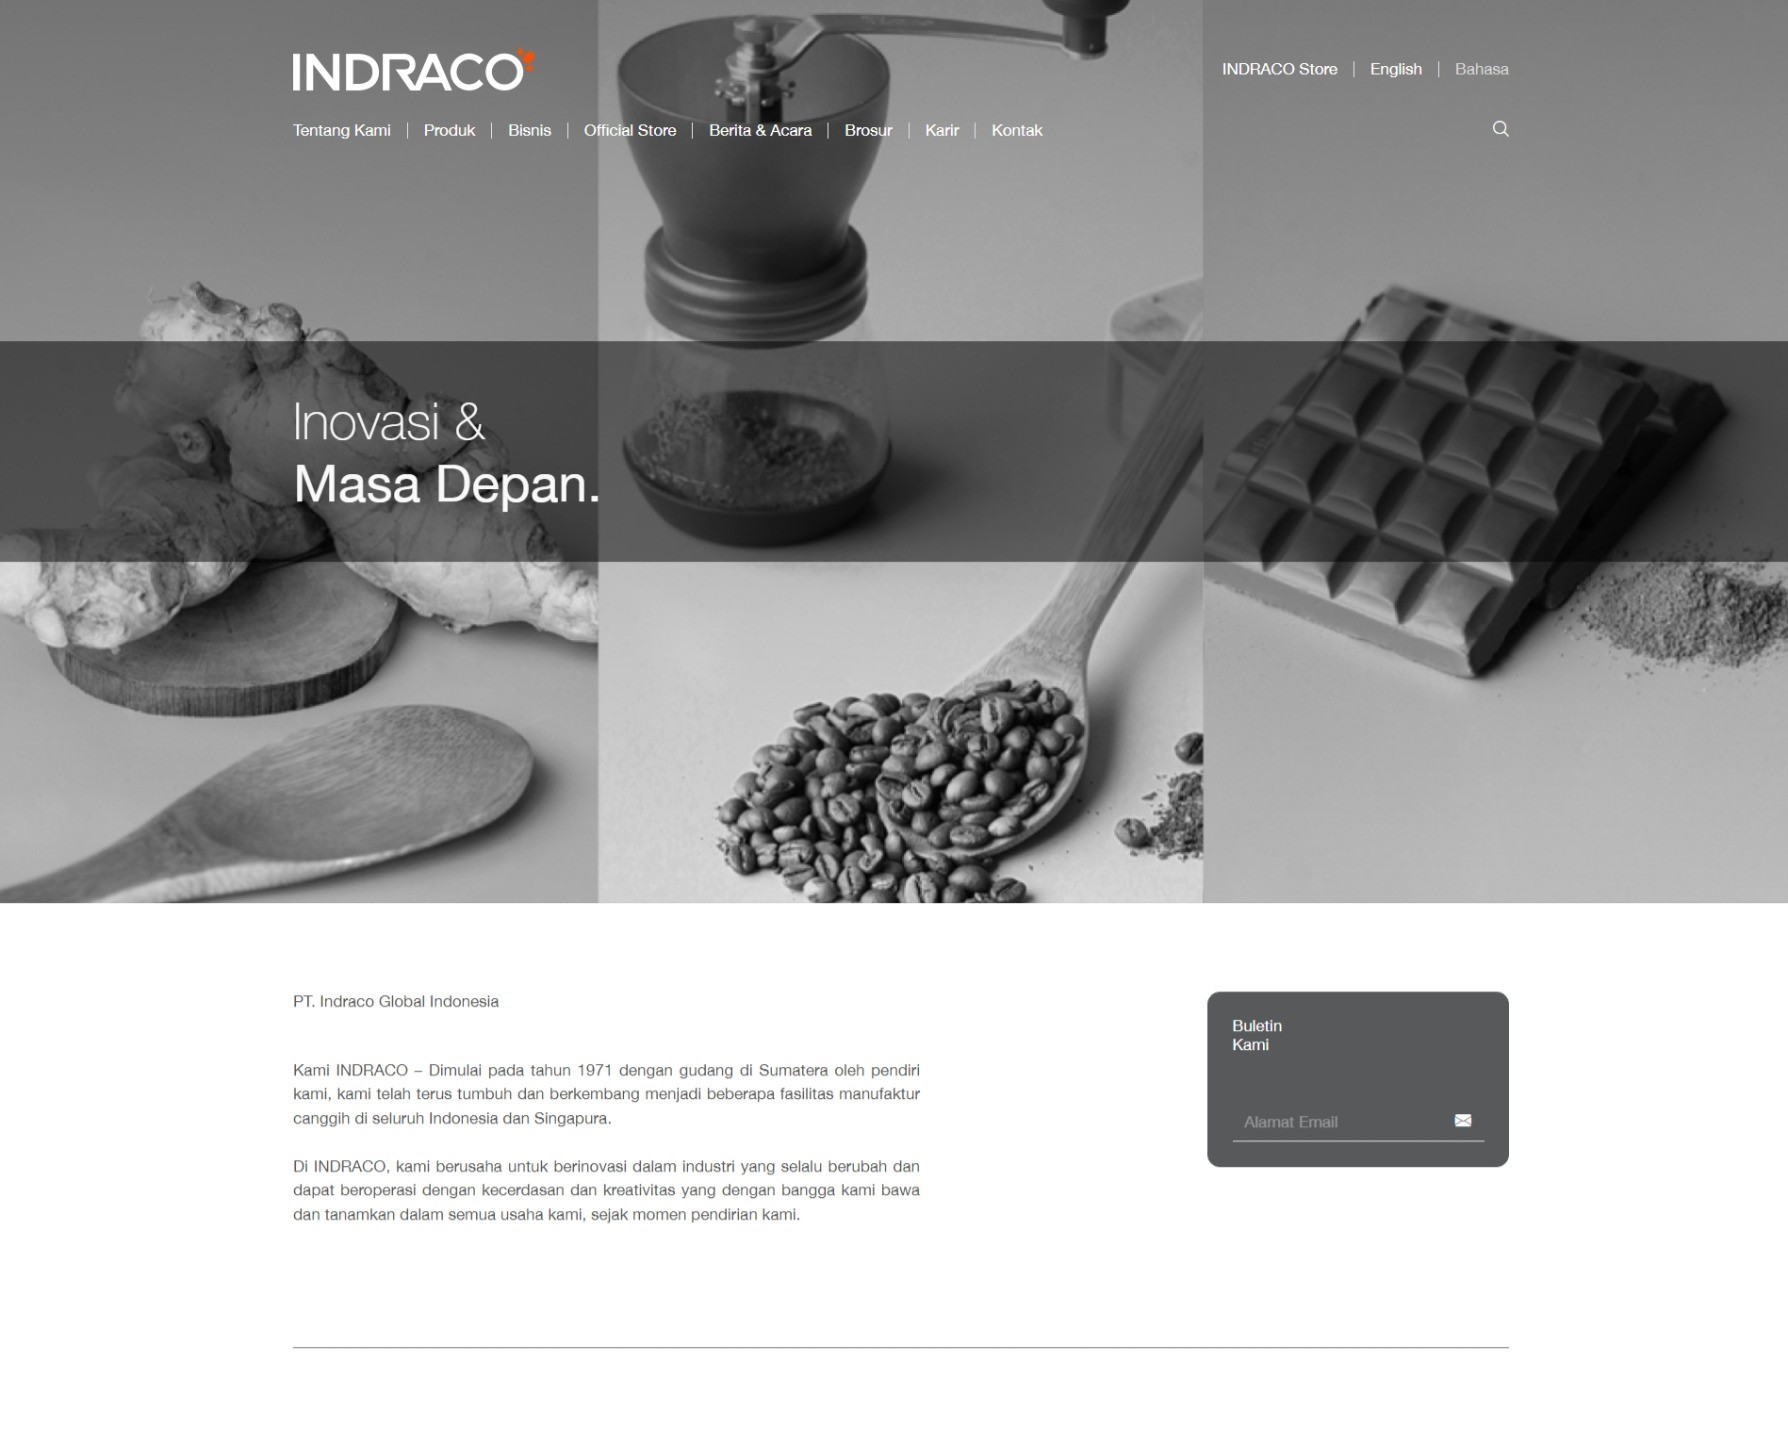 INDRACO
INDRACO Store
English
Bahasa
Tentang Kami
Produk
Bisnis
Official Store
Berita & Acara
Brosur
Karir
Kontak
Inovasi &
Masa Depan.
PT. Indraco Global Indonesia
Kami INDRACO – Dimulai pada tahun 1971 dengan gudang di Sumatera oleh pendiri
kami, kami telah terus tumbuh dan berkembang menjadi beberapa fasilitas manufaktur
canggih di seluruh Indonesia dan Singapura.
Di INDRACO, kami berusaha untuk berinovasi dalam industri yang selalu berubah dan
dapat beroperasi dengan kecerdasan dan kreativitas yang dengan bangga kami bawa
dan tanamkan dalam semua usaha kami, sejak momen pendirian kami.
Buletin
Kami
Alamat Email